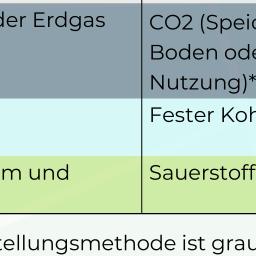 der Erdgas
CO2 (Speic
Boden ode
Nutzung)*
Fester Koh
m und
Sauerstoff
tellungsmethode ist grau